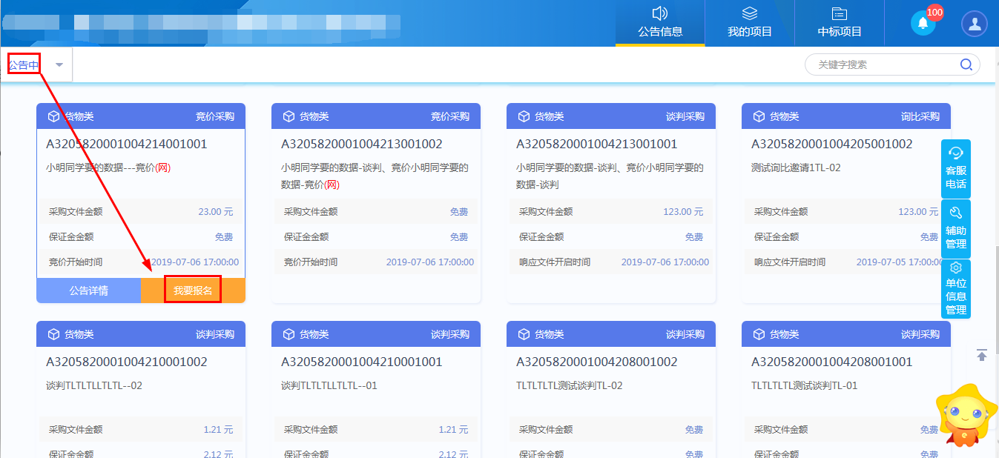 公告信息
我的项目
中标项目
100
公告中
关键字搜索
货物类 竞价采购
A3205820001004214001001
小明同学要的数据---竞价(网)
采购文件金额 23.00 元
保证金金额 免费
竞价开始时间 2019-07-06 17:00:00
公告详情 我要报名
货物类 竞价采购
A3205820001004213001002
小明同学要的数据-谈判、竞价小明同学要的
数据-竞价(网)
采购文件金额 免费
保证金金额 免费
竞价开始时间 2019-07-06 17:00:00
货物类 谈判采购
A3205820001004213001001
小明同学要的数据-谈判、竞价小明同学要的
数据-谈判
采购文件金额 123.00 元
保证金金额 免费
响应文件开启时间 2019-07-06 17:00:00
货物类 询比采购
A3205820001004205001002
测试询比邀请1TL-02
采购文件金额 123.00 元
保证金金额 免费
响应文件开启时间 2019-07-05 17:00:00
客服
电话
辅助
管理
单位
信息
管理
货物类 谈判采购
A3205820001004210001002
谈判TLTLTLLTLTL--02
采购文件金额 1.21 元
保证金金额 2.12 元
货物类 谈判采购
A3205820001004210001001
谈判TLTLTLLTLTL--01
采购文件金额 1.21 元
保证金金额 2.12 元
货物类 谈判采购
A3205820001004208001002
TLTLTLTL测试谈判TL-02
采购文件金额 免费
保证金金额 免费
货物类 谈判采购
A3205820001004208001001
TLTLTLTL测试谈判TL-01
采购文件金额 免费
保证金金额 免费